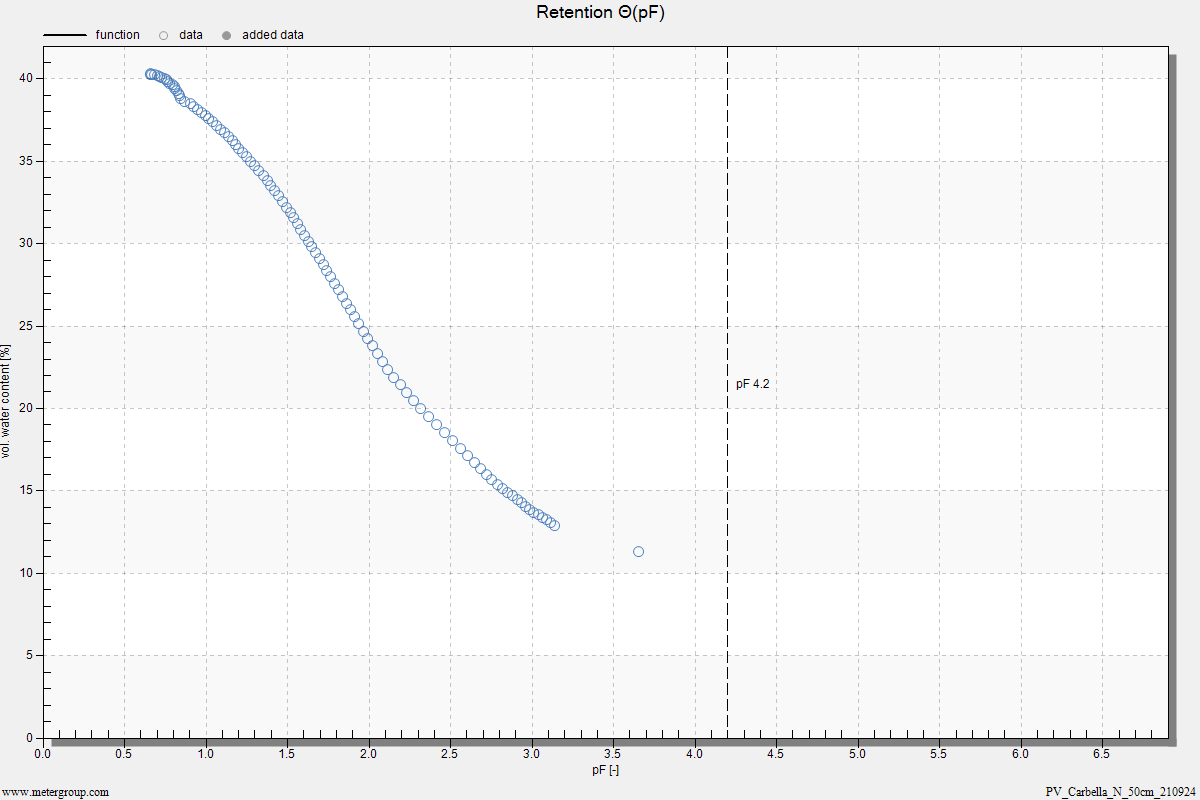 Retention Θ(pF)
function data added data
40
35
30
25
20
15
10
5
0
vol. water content [%]
pF 4.2
0.0 0.5 1.0 1.5 2.0 2.5 3.0 3.5 4.0 4.5 5.0 5.5 6.0 6.5
pF [-]
www.metergroup.com PV_Carbella_N_50cm_210924